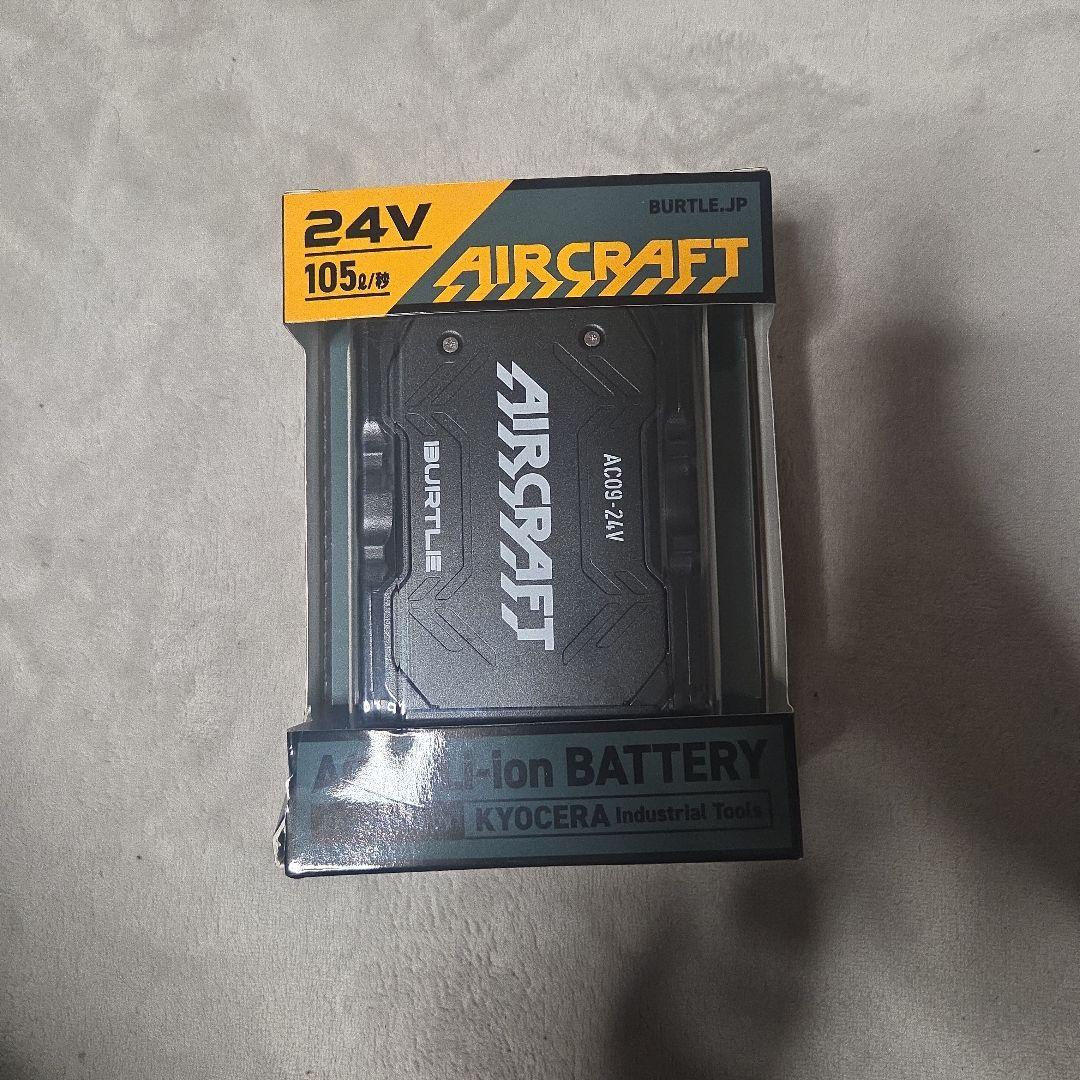 24V
105ℓ/秒
BURTLE.JP
AIRCRAFT
AC09-24V
AIRCRAFT
BURTLE
Li-ion BATTERY
KYOCERA Industrial Tools